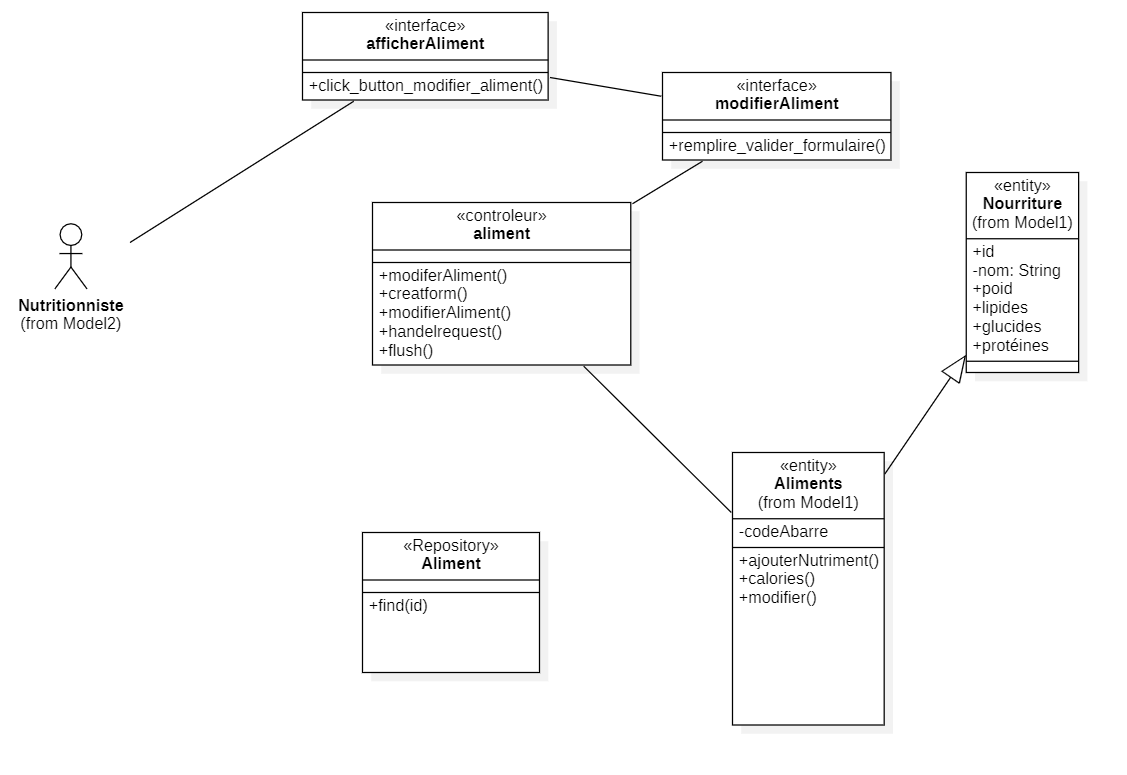 «interface»
afficherAliment
+click_button_modifier_aliment()
«interface»
modifierAliment
+remplire_valider_formulaire()
«entity»
Nourriture
(from Model1)
+id
-nom: String
+poid
+lipides
+glucides
+protéines
«controleur»
aliment
+modiferAliment()
+creatform()
+modifierAliment()
+handelrequest()
+flush()
Nutritionniste
(from Model2)
«entity»
Aliments
(from Model1)
-codeAbarre
+ajouterNutriment()
+calories()
+modifier()
«Repository»
Aliment
+find(id)